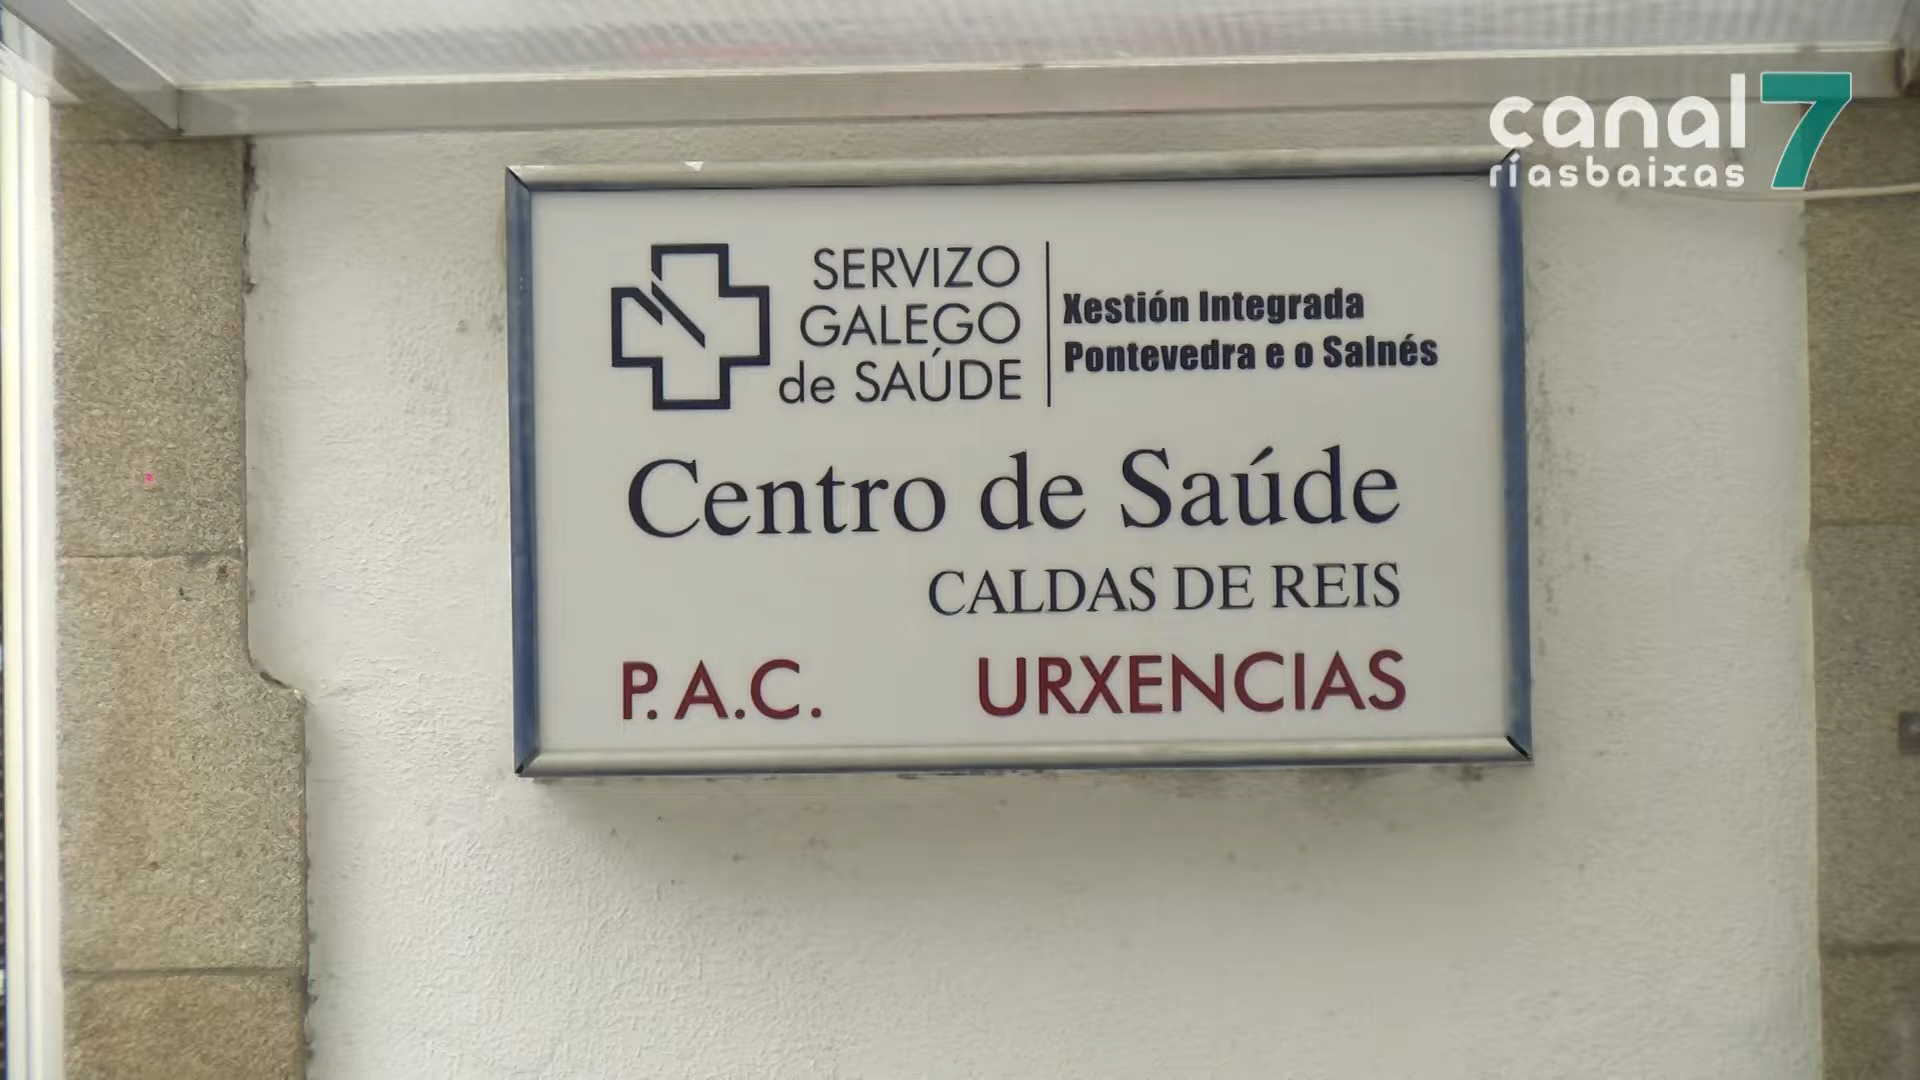 canal 7
ríasbaixas
SERVIZO
GALEGO
de SAÚDE
Xestión Integrada
Pontevedra e o Salnés
Centro de Saúde
CALDAS DE REIS
P.A.C. URXENCIAS